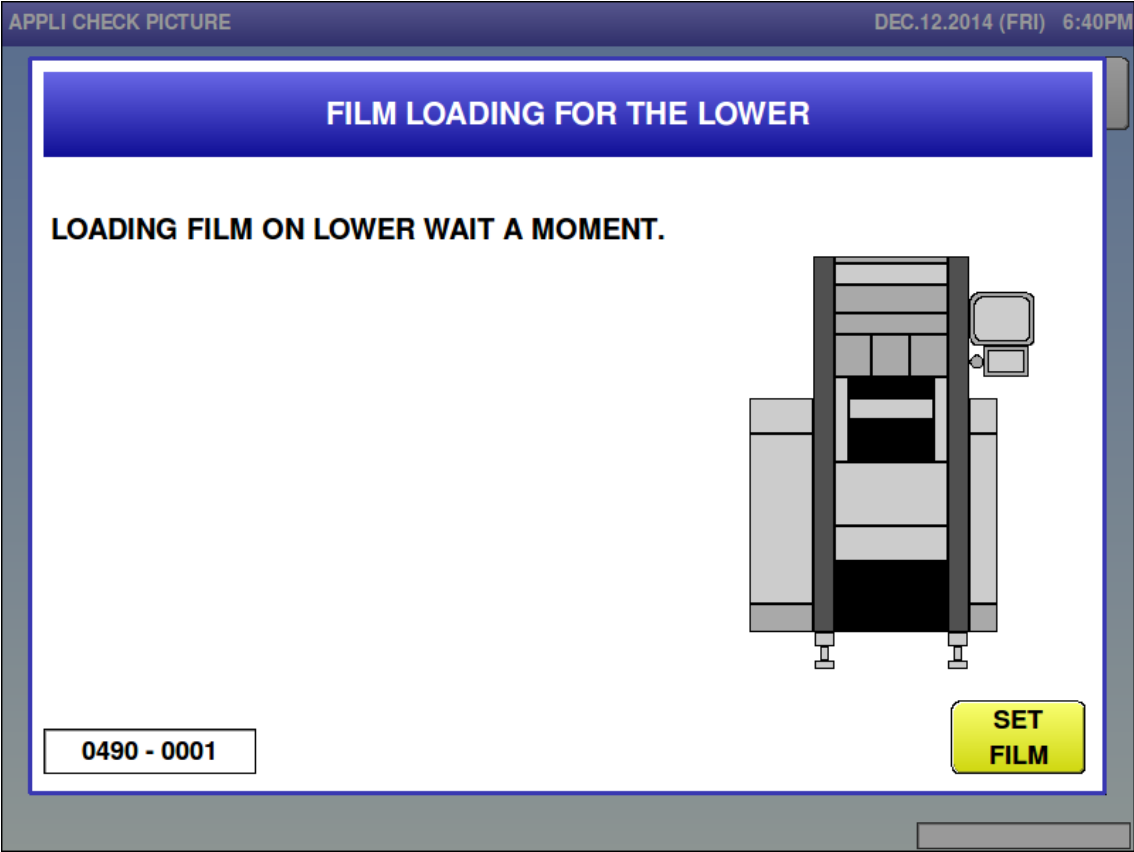 APPLI CHECK PICTURE DEC.12.2014 (FRI) 6:40PM
FILM LOADING FOR THE LOWER
LOADING FILM ON LOWER WAIT A MOMENT.
SET
FILM
0490 - 0001